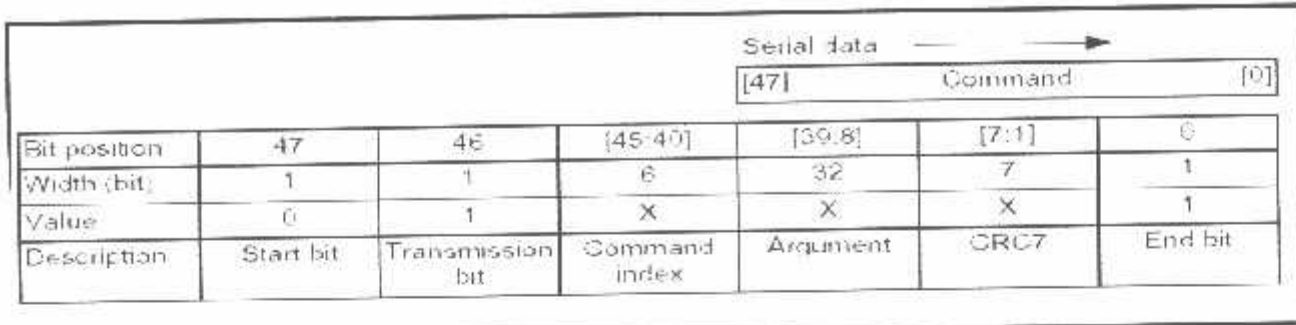 Serial data
[47] Command [0]
Bit position 47 46 [45:40] [39:8] [7:1] 0
Width (bit) 1 1 6 32 7 1
Value 0 1 X X X 1
Description Start bit Transmission bit Command index Argument CRC7 End bit